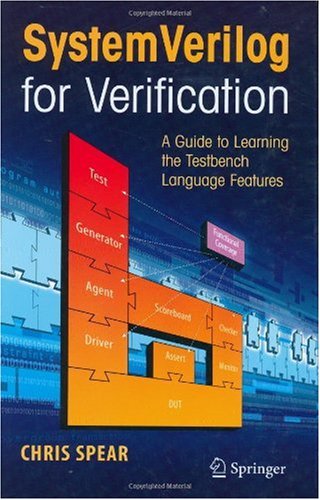 SystemVerilog
for Verification
A Guide to Learning
the Testbench
Language Features
Test
Functional
Coverage
Generator
Agent
Scoreboard
Checker
Driver
Assert
Monitor
DUT
CHRIS SPEAR
Springer